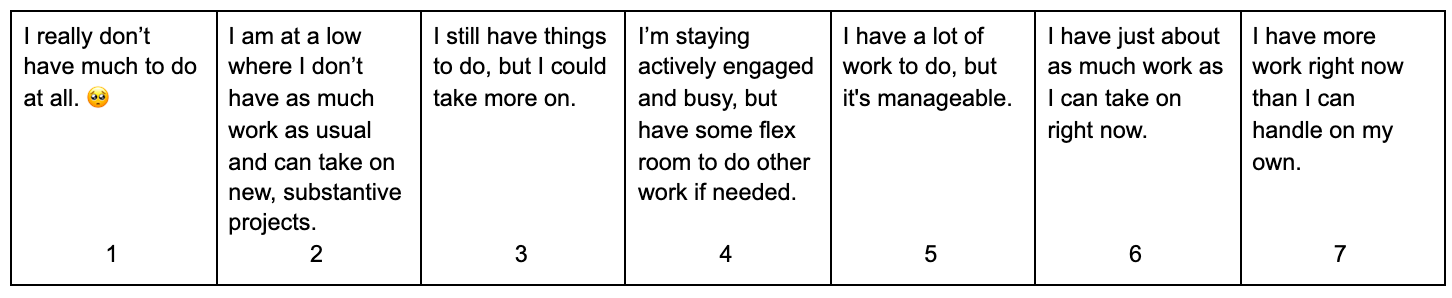 I really don’t
have much to do
at all. 🥺
1
I am at a low
where I don’t
have as much
work as usual
and can take on
new, substantive
projects.
2
I still have things
to do, but I could
take more on.
3
I’m staying
actively engaged
and busy, but
have some flex
room to do other
work if needed.
4
I have a lot of
work to do, but
it's manageable.
5
I have just about
as much work as
I can take on
right now.
6
I have more
work right now
than I can
handle on my
own.
7